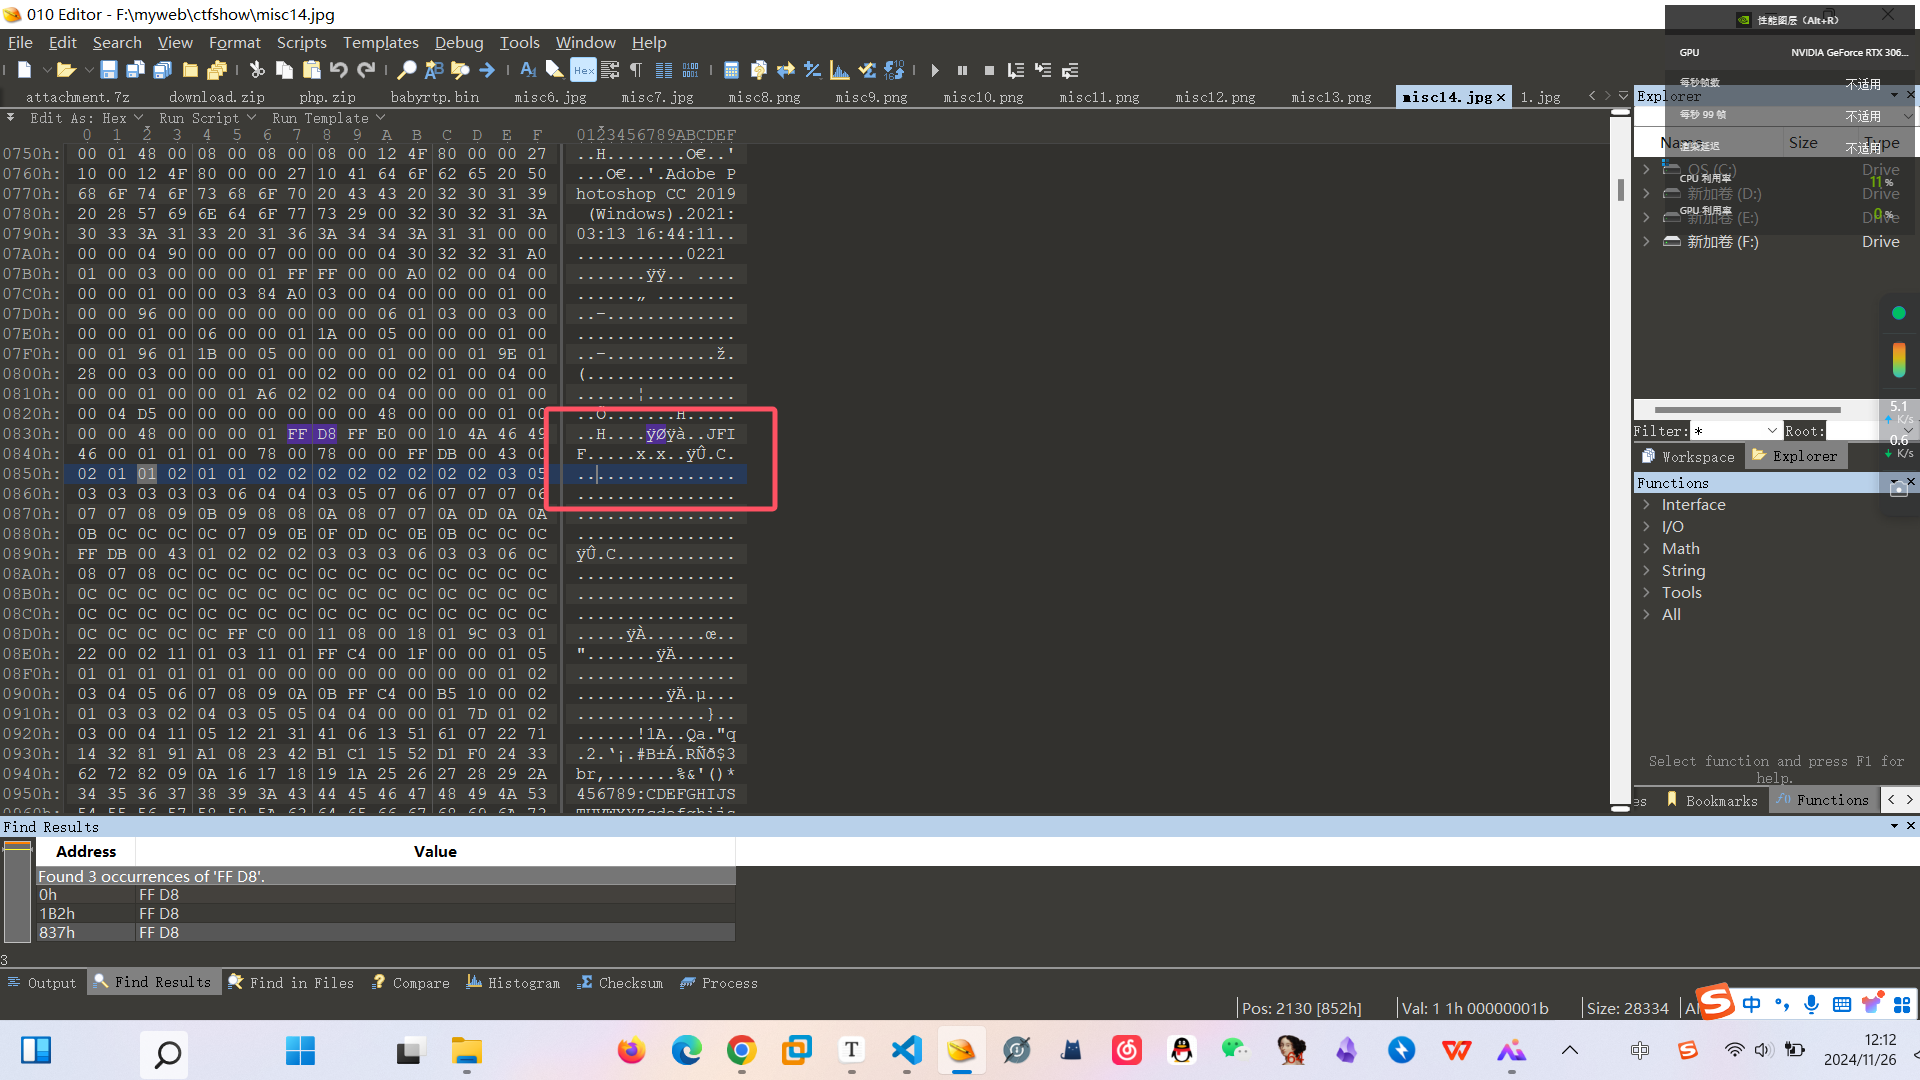 010 Editor - F:\myweb\ctfshow\misc14.jpg
File Edit Search View Format Scripts Templates Debug Tools Window Help
attachment.7z download.zip php.zip babyrtp.bin misc6.jpg misc7.jpg misc8.png misc9.png misc10.png misc11.png misc12.png misc13.png misc14.jpg 1.jpg
Edit As: Hex Run Script Run Template
0 1 2 3 4 5 6 7 8 9 A B C D E F 0123456789ABCDEF
0750h: 00 01 48 00 08 00 08 00 08 00 12 4F 80 00 00 27 ..H........O€..'
0760h: 10 00 12 4F 80 00 00 27 10 41 64 6F 62 65 20 50 ...O€..'.Adobe P
0770h: 68 6F 74 6F 73 68 6F 70 20 43 43 20 32 30 31 39 hotoshop CC 2019
0780h: 20 28 57 69 6E 64 6F 77 73 29 00 32 30 32 31 3A (Windows).2021:
0790h: 30 33 3A 31 33 20 31 36 3A 34 34 3A 31 31 00 00 03:13 16:44:11..
07A0h: 00 00 04 90 00 00 07 00 00 00 04 30 32 32 31 A0 ...........0221
07B0h: 01 00 03 00 00 00 01 FF FF 00 00 A0 02 00 04 00 .......ÿÿ.. ....
07C0h: 00 00 01 00 00 03 84 A0 03 00 04 00 00 00 01 00 ......„ ........
07D0h: 00 00 96 00 00 00 00 00 00 00 06 01 03 00 03 00 ..–.............
07E0h: 00 00 01 00 06 00 00 01 1A 00 05 00 00 00 01 00 ................
07F0h: 00 01 96 01 1B 00 05 00 00 00 01 00 00 01 9E 01 ..–...........ž.
0800h: 28 00 03 00 00 00 01 00 02 00 00 02 01 00 04 00 (...............
0810h: 00 00 01 00 00 01 A6 02 02 00 04 00 00 00 01 00 ......¦.........
0820h: 00 04 D5 00 00 00 00 00 00 00 48 00 00 00 01 00 ..Õ.......H.....
0830h: 00 00 48 00 00 00 01 FF D8 FF E0 00 10 4A 46 49 ..H....ÿØÿà..JFI
0840h: 46 00 01 01 00 00 78 00 78 00 00 FF DB 00 43 00 F.....x.x..ÿÛ.C.
0850h: 02 01 01 02 01 01 02 02 02 02 02 02 02 02 03 05 ................
0860h: 03 03 03 03 03 06 04 04 03 05 07 06 07 07 07 06 ................
0870h: 07 07 08 09 0B 09 08 08 0A 08 07 07 0A 0D 0A 0A ................
0880h: 0B 0C 0C 0C 0C 07 09 0E 0F 0D 0C 0E 0B 0C 0C 0C ................
0890h: FF DB 00 43 01 02 02 02 03 03 03 06 03 03 06 0C ÿÛ.C............
08A0h: 08 07 08 0C 0C 0C 0C 0C 0C 0C 0C 0C 0C 0C 0C 0C ................
08B0h: 0C 0C 0C 0C 0C 0C 0C 0C 0C 0C 0C 0C 0C 0C 0C 0C ................
08C0h: 0C 0C 0C 0C 0C 0C 0C 0C 0C 0C 0C 0C 0C 0C 0C 0C ................
08D0h: 0C 0C 0C 0C 0C FF C0 00 11 08 00 18 01 9C 03 01 .....ÿÀ......œ..
08E0h: 22 00 02 11 01 03 11 01 FF C4 00 1F 00 00 01 05 ".......ÿÄ......
08F0h: 01 01 01 01 01 01 00 00 00 00 00 00 00 00 01 02 ................
0900h: 03 04 05 06 07 08 09 0A 0B FF C4 00 B5 10 00 02 .........ÿÄ.µ...
0910h: 01 03 03 02 04 03 05 05 04 04 00 00 01 7D 01 02 .............}..
0920h: 03 00 04 11 05 12 21 31 41 06 13 51 61 07 22 71 ......!1A..Qa."q
0930h: 14 32 81 91 A1 08 23 42 B1 C1 15 52 D1 F0 24 33 .2.‘¡.#B±Á.RÑð$3
0940h: 62 72 82 09 0A 16 17 18 19 1A 25 26 27 28 29 2A br‚.......%&'()*
0950h: 34 35 36 37 38 39 3A 43 44 45 46 47 48 49 4A 53 456789:CDEFGHIJS
Find Results
Address Value
Found 3 occurrences of 'FF D8'.
0h FF D8
1B2h FF D8
837h FF D8
3
Output Find Results Find in Files Compare Histogram Checksum Process
Pos: 2130 [852h] Val: 1 1h 00000001b Size: 28334
性能图层 (Alt+R)
GPU NVIDIA GeForce RTX 306...
每秒帧数 不适用
Explorer
每秒 99 帧 不适用
Name Size Type
渲染延迟 不适用
OS (C:) Drive
CPU 利用率 11 %
新加卷 (D:) Drive
GPU 利用率 0 %
新加卷 (E:) Drive
新加卷 (F:) Drive
5.1 K/s
0.6 K/s
Filter: * Root:
Workspace Explorer
Functions
Interface
I/O
Math
String
Tools
All
Select function and press F1 for help.
Bookmarks Functions
中
12:12
2024/11/26